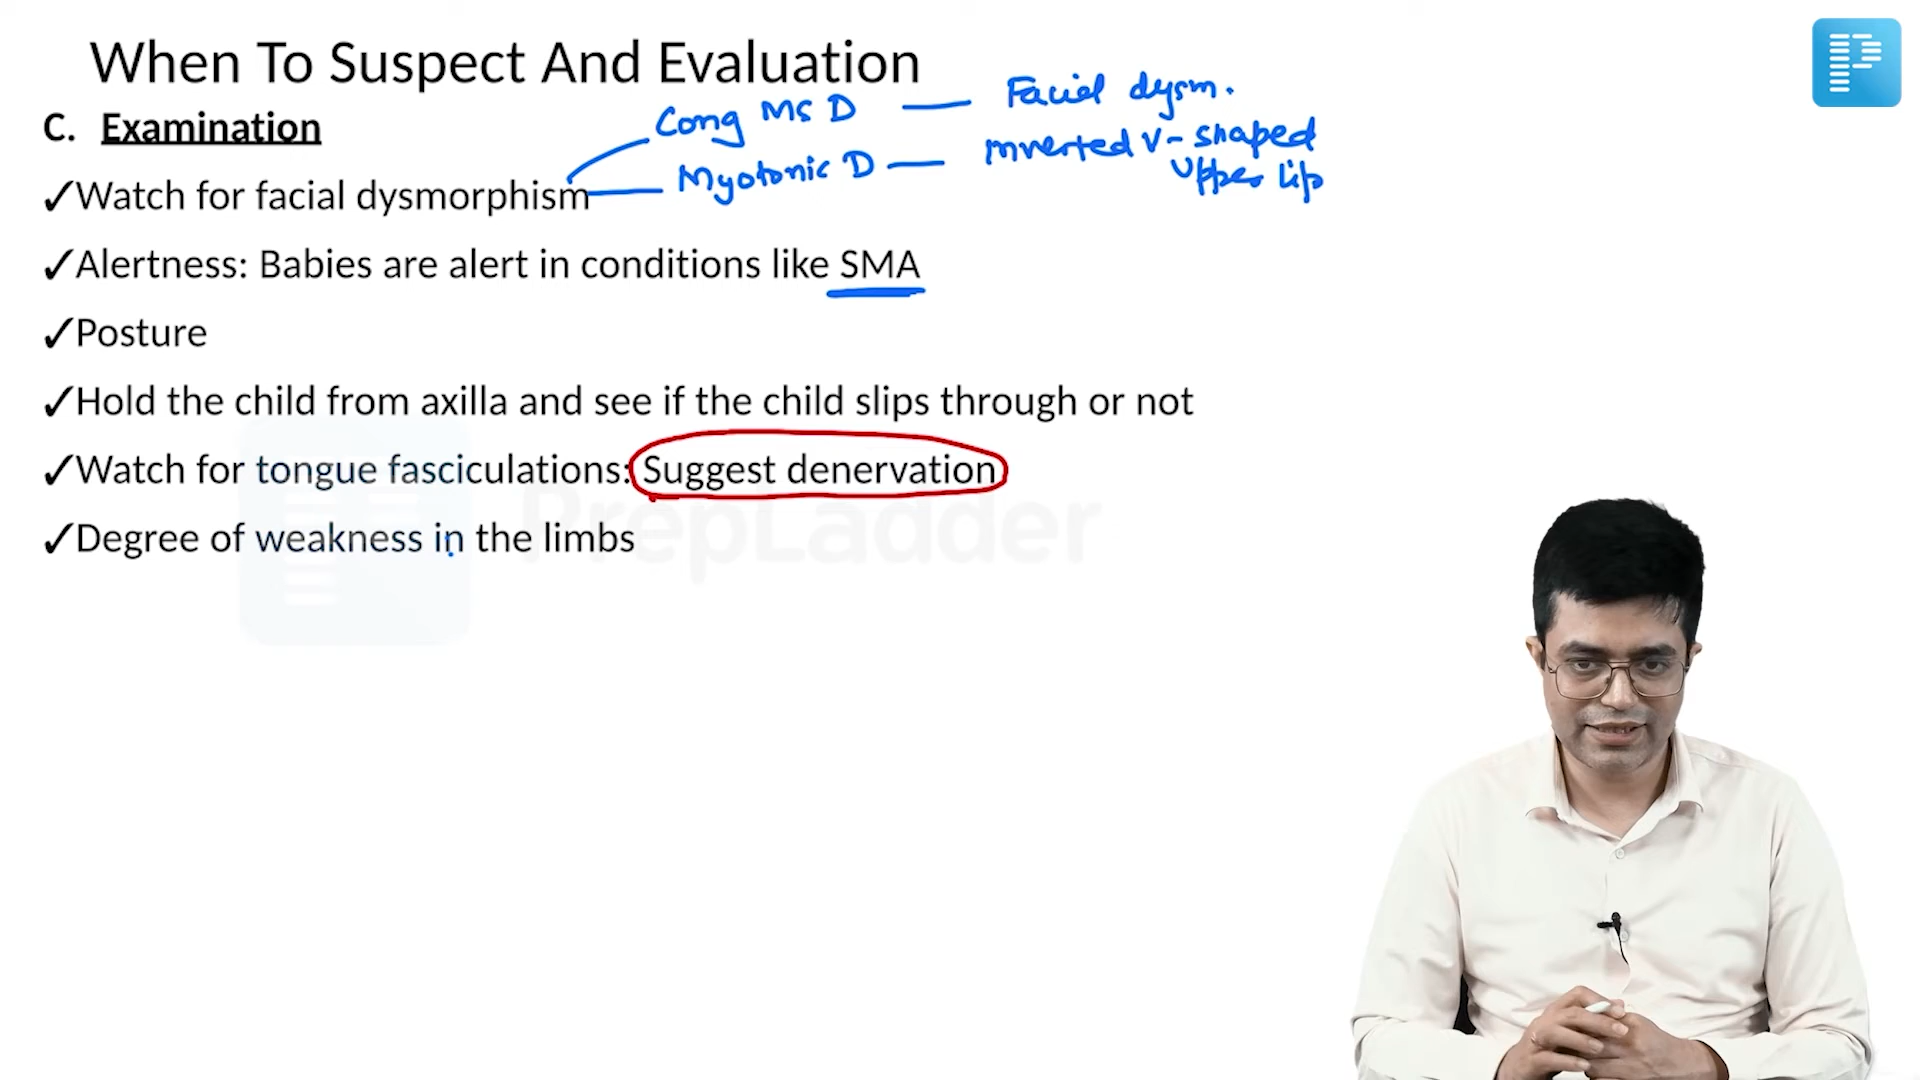 When To Suspect And Evaluation
C. Examination
Cong Ms D — Facial dysm.
Myotonic D — Inverted V-shaped
Upper lip
✓Watch for facial dysmorphism
✓Alertness: Babies are alert in conditions like SMA
✓Posture
✓Hold the child from axilla and see if the child slips through or not
✓Watch for tongue fasciculations: Suggest denervation
✓Degree of weakness in the limbs
PrepLadder